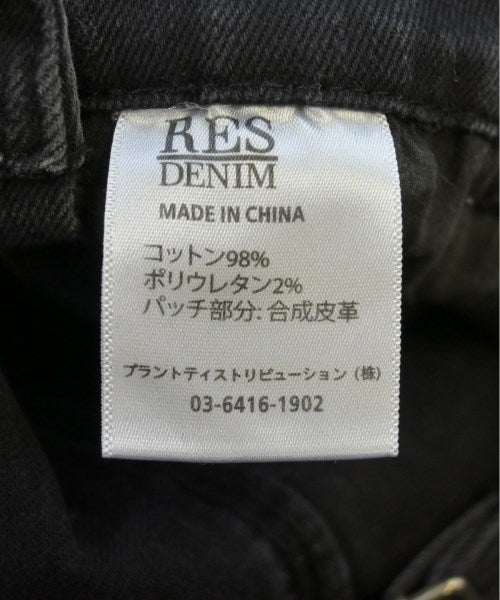 RES
DENIM
MADE IN CHINA
コットン98%
ポリウレタン2%
パッチ部分: 合成皮革
プラントティストリビューション (株)
03-6416-1902